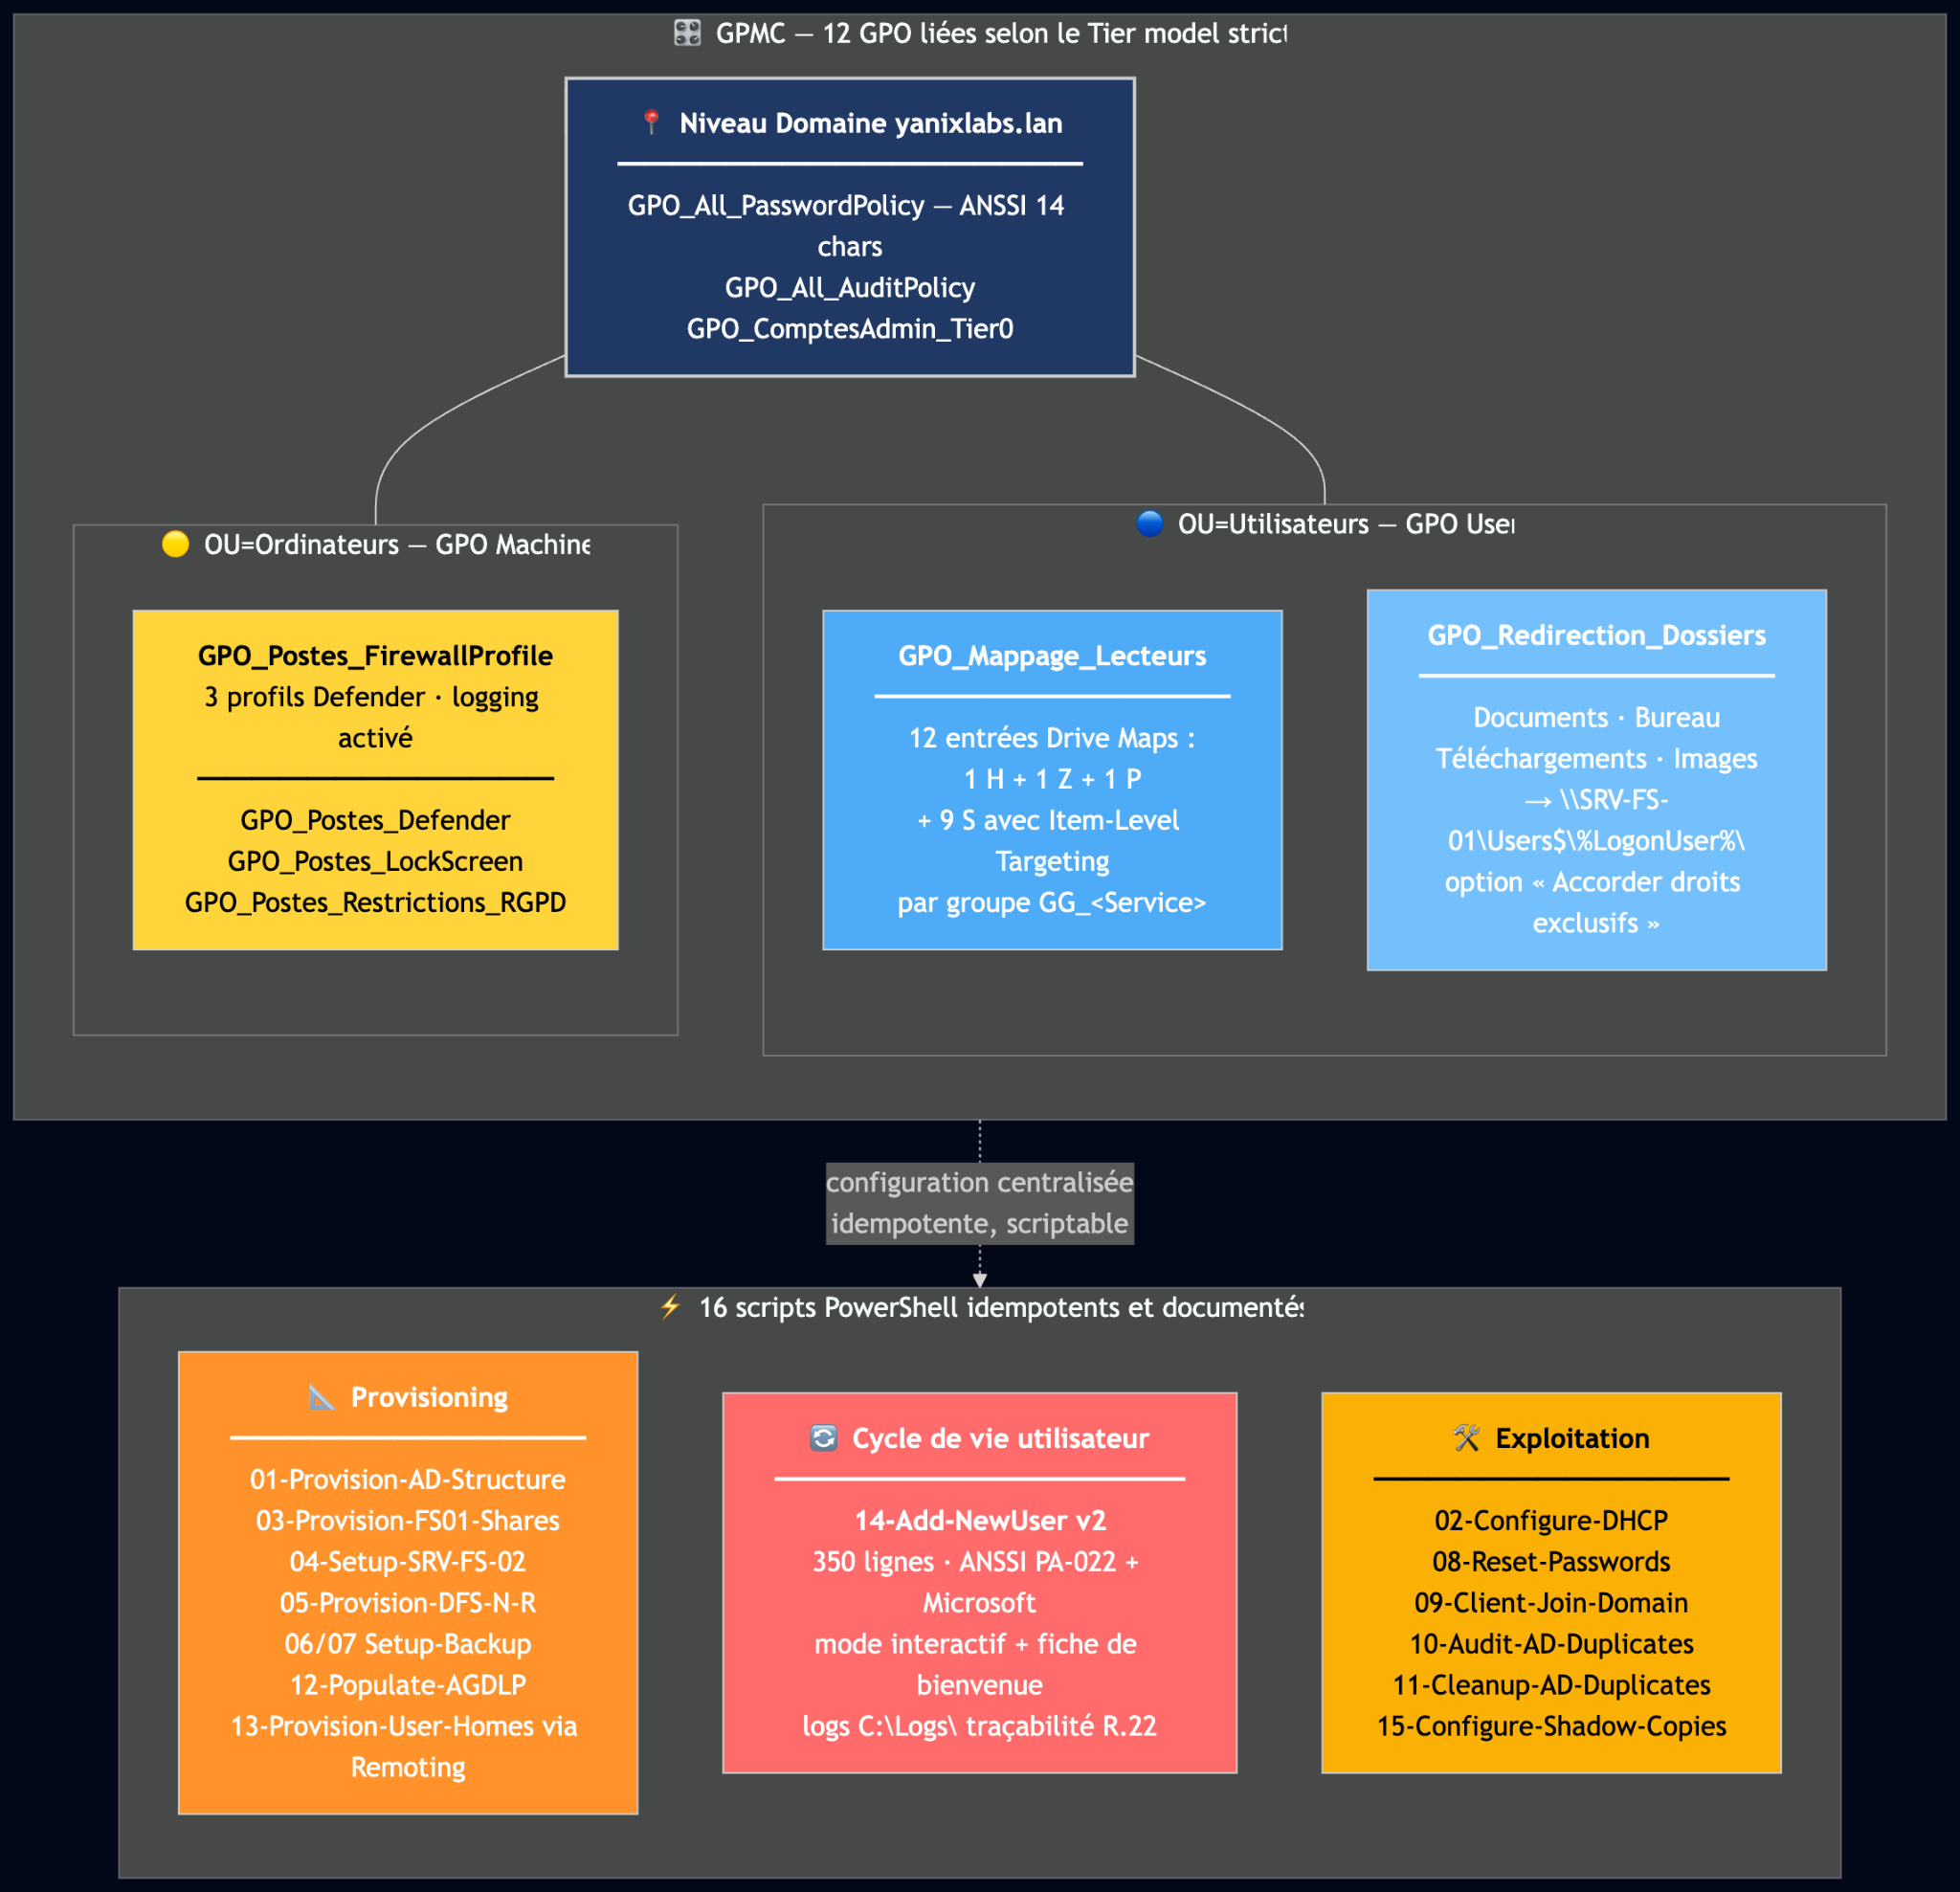 🎛️ GPMC — 12 GPO liées selon le Tier model strict
📍 Niveau Domaine yanixlabs.lan
GPO_All_PasswordPolicy — ANSSI 14
chars
GPO_All_AuditPolicy
GPO_ComptesAdmin_Tier0
🟡 OU=Ordinateurs — GPO Machine
GPO_Postes_FirewallProfile
3 profils Defender · logging
activé
GPO_Postes_Defender
GPO_Postes_LockScreen
GPO_Postes_Restrictions_RGPD
🔵 OU=Utilisateurs — GPO User
GPO_Mappage_Lecteurs
12 entrées Drive Maps :
1 H + 1 Z + 1 P
+ 9 S avec Item-Level
Targeting
par groupe GG_<Service>
GPO_Redirection_Dossiers
Documents · Bureau
Téléchargements · Images
→ \\SRV-FS-
01\Users$\%LogonUser%\
option « Accorder droits
exclusifs »
configuration centralisée
idempotente, scriptable
⚡ 16 scripts PowerShell idempotents et documentés
📐 Provisioning
01-Provision-AD-Structure
03-Provision-FS01-Shares
04-Setup-SRV-FS-02
05-Provision-DFS-N-R
06/07 Setup-Backup
12-Populate-AGDLP
13-Provision-User-Homes via
Remoting
🔄 Cycle de vie utilisateur
14-Add-NewUser v2
350 lignes · ANSSI PA-022 +
Microsoft
mode interactif + fiche de
bienvenue
logs C:\Logs\ traçabilité R.22
🛠️ Exploitation
02-Configure-DHCP
08-Reset-Passwords
09-Client-Join-Domain
10-Audit-AD-Duplicates
11-Cleanup-AD-Duplicates
15-Configure-Shadow-Copies